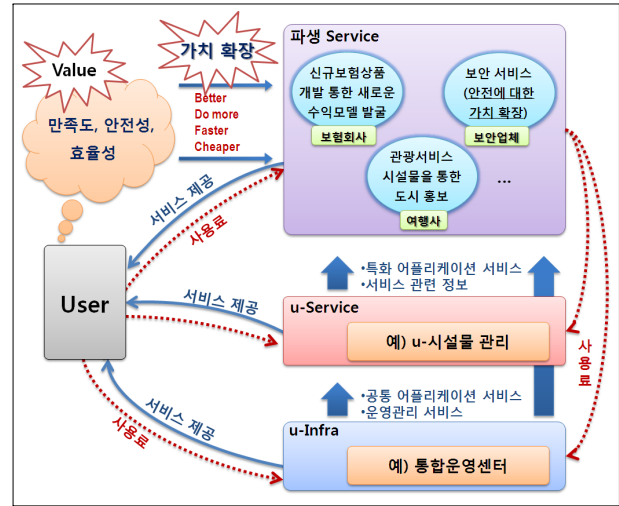 Value
만족도, 안전성,
효율성
가치 확장
Better
Do more
Faster
Cheaper
파생 Service
신규보험상품
개발 통한 새로운
수익모델 발굴
보험회사
보안 서비스
(안전에 대한
가치 확장)
보안업체
관광서비스
시설물을 통한
도시 홍보
여행사
...
서비스 제공
사용료
User
•특화 어플리케이션 서비스
•서비스 관련 정보
서비스 제공
u-Service
예) u-시설물 관리
사용료
•공통 어플리케이션 서비스
•운영관리 서비스
서비스 제공
사용료
u-Infra
예) 통합운영센터